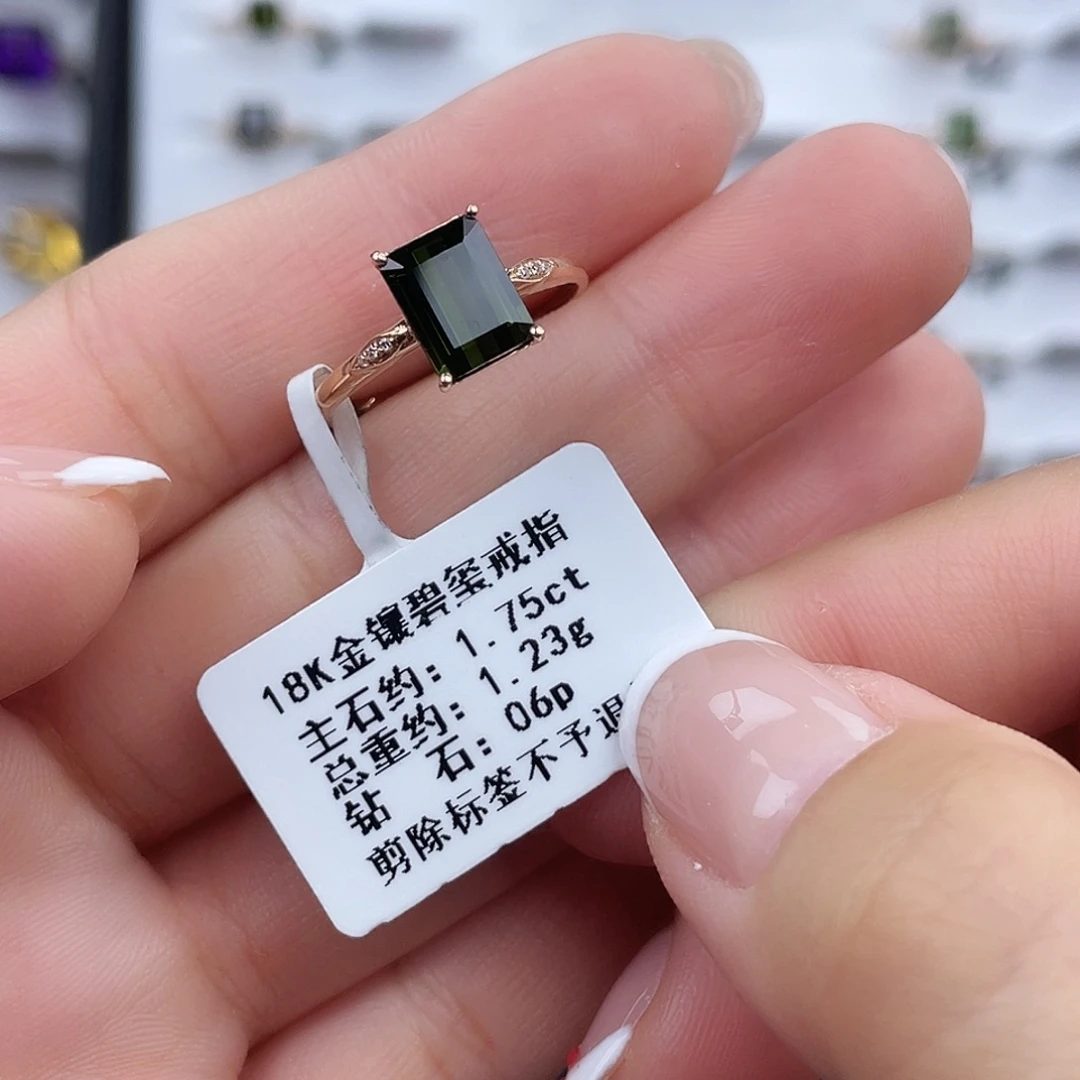 18K金镶碧玺戒指
主石约: 1.75ct
总重约: 1.23g
钻 石: 06p
剪除标签不予退